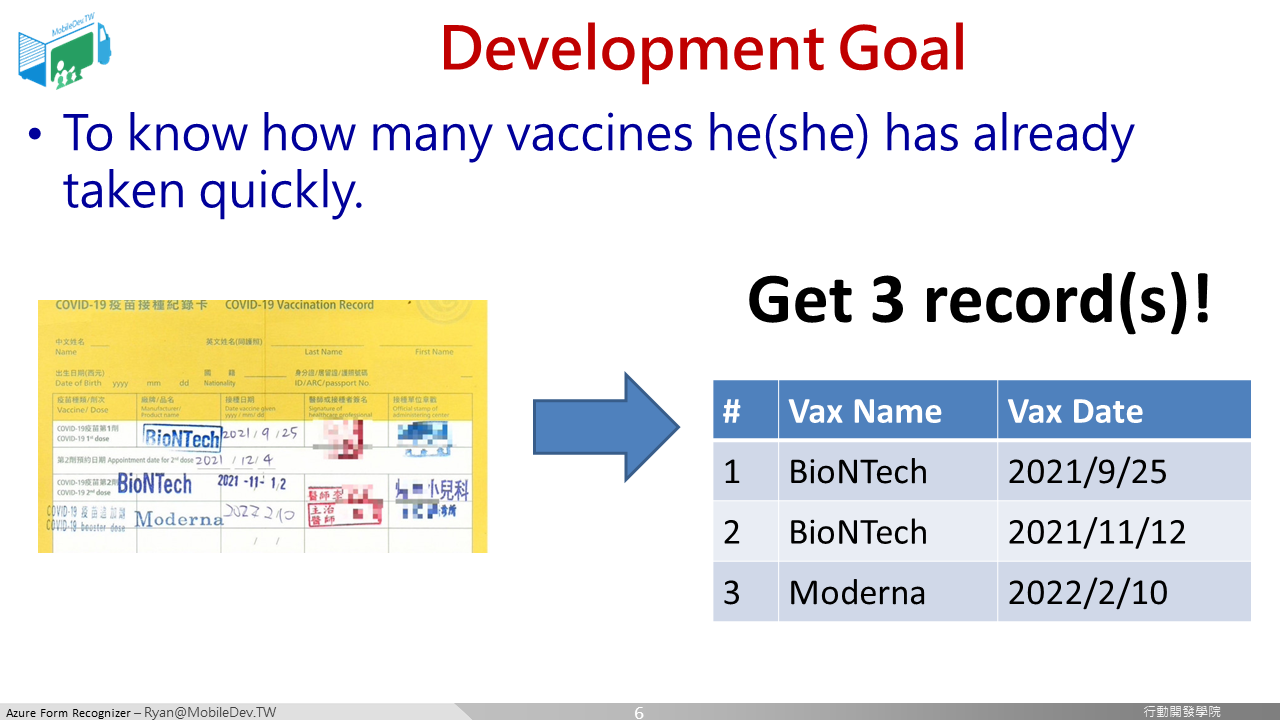 MobileDev.TW
Development Goal
• To know how many vaccines he(she) has already
taken quickly.
COVID-19 疫苗接種紀錄卡 COVID-19 Vaccination Record
中文姓名
Name
英文姓名(同護照)
Last Name
First Name
出生日期(西元)
Date of Birth yyyy mm dd
國 籍
Nationality
身分證/居留證/護照號碼
ID/ARC/passport No.
疫苗種類/劑次
Vaccine/ Dose
廠牌/品名
Manufacturer/
Product name
接種日期
Date vaccine given
yyyy / mm / dd
醫師或接種者簽名
Signature of
healthcare professional
接種單位章戳
Official stamp of
administering center
COVID-19疫苗第1劑
COVID-19 1st dose
BioNTech
2021/9/25
第2劑預約日期 Appointment date for 2nd dose 2021/12/4
COVID-19疫苗第2劑
COVID-19 2nd dose
BioNTech
2021-11-12
醫師
小兒科
COVID-19 疫苗追加劑
COVID-19 booster dose
Moderna
2022 2 10
主治
醫師
/ /
Get 3 record(s)!
# Vax Name Vax Date
1 BioNTech 2021/9/25
2 BioNTech 2021/11/12
3 Moderna 2022/2/10
Azure Form Recognizer – Ryan@MobileDev.TW
6
行動開發學院